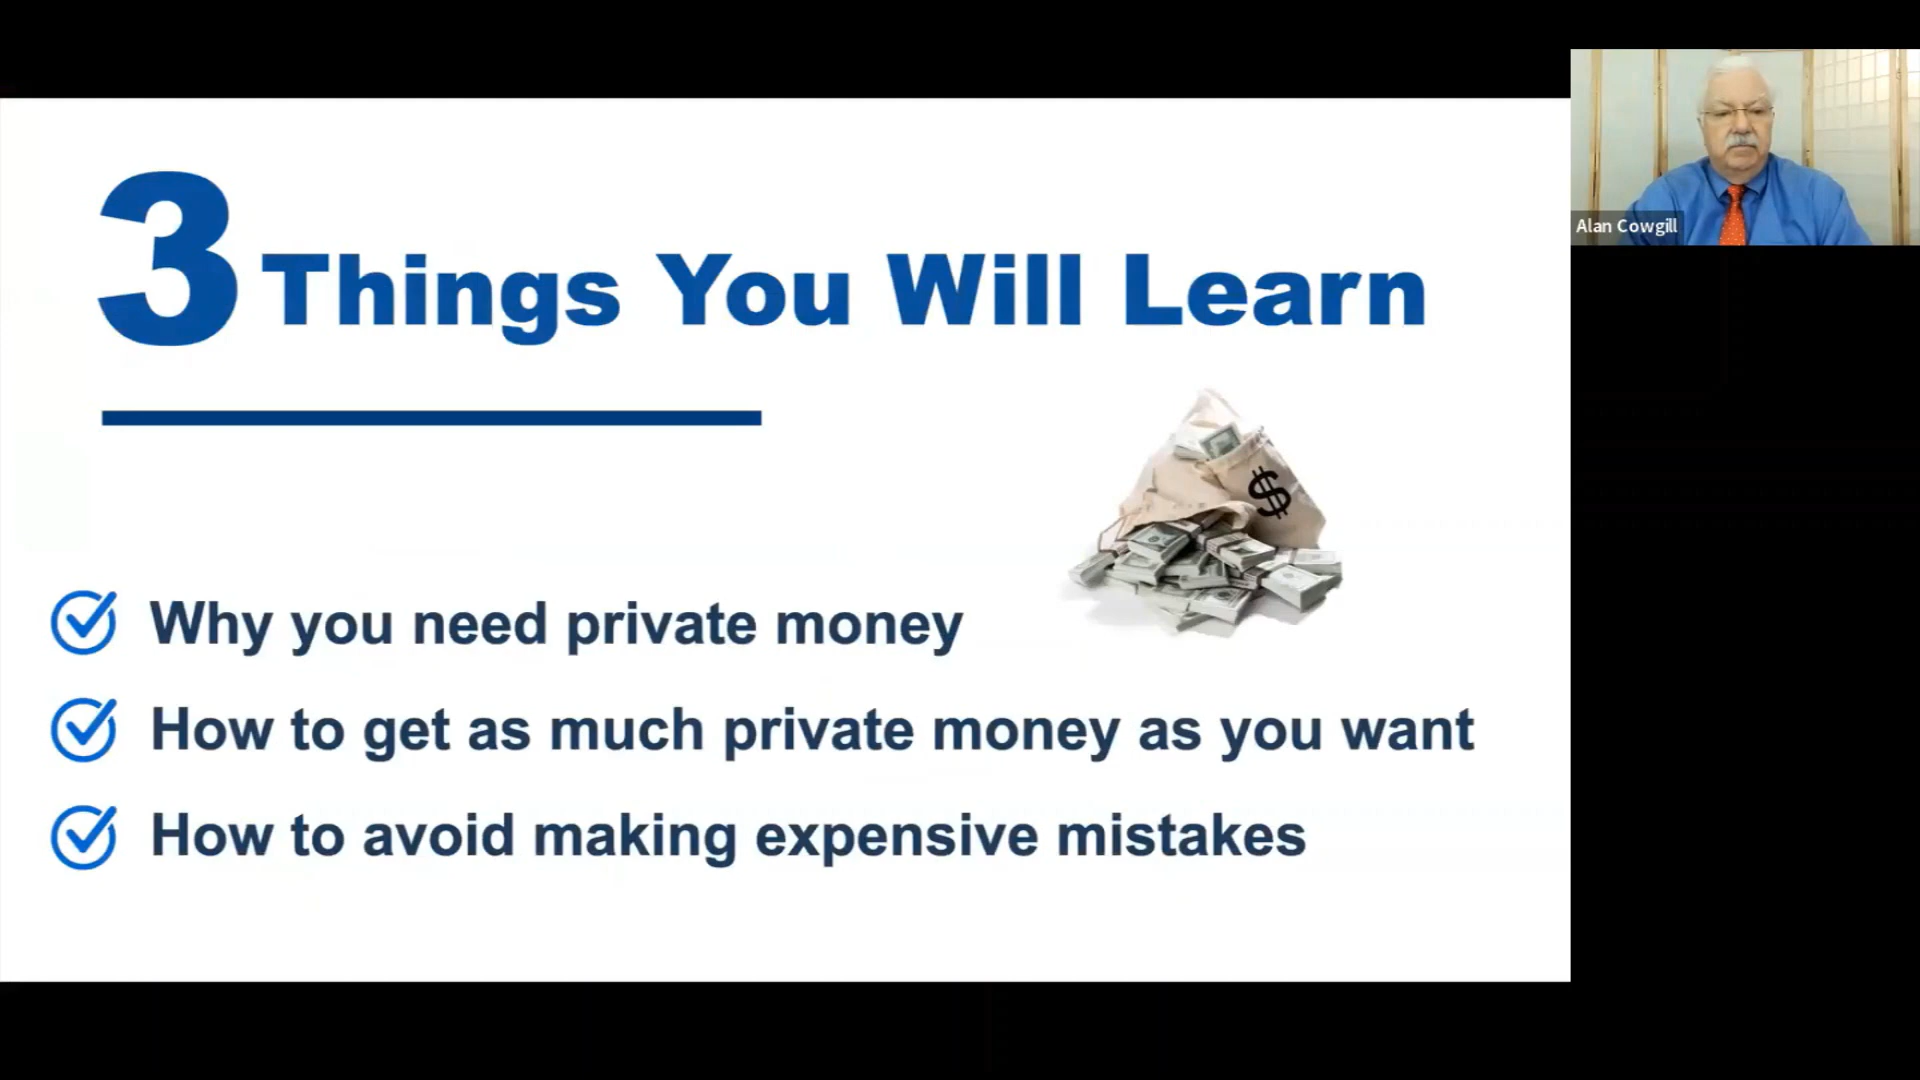 3 Things You Will Learn
$
Why you need private money
How to get as much private money as you want
How to avoid making expensive mistakes
Alan Cowgill